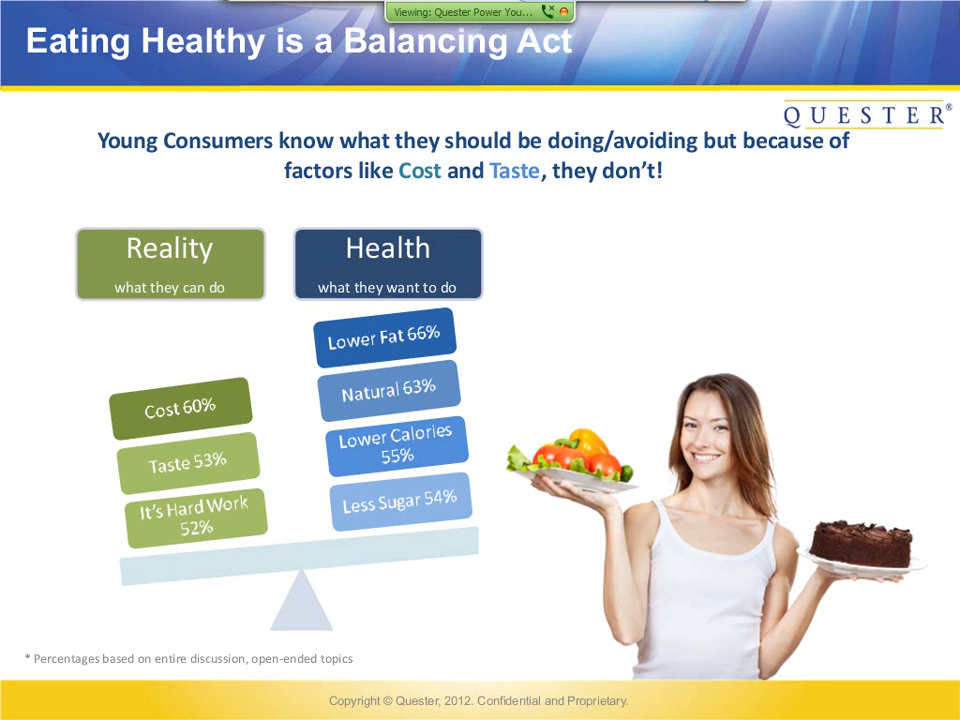 Viewing: Quester Power You...
Eating Healthy is a Balancing Act
QUESTER®
Young Consumers know what they should be doing/avoiding but because of
factors like Cost and Taste, they don't!
Reality
what they can do
Health
what they want to do
Cost 60%
Taste 53%
It's Hard Work
52%
Lower Fat 66%
Natural 63%
Lower Calories
55%
Less Sugar 54%
* Percentages based on entire discussion, open-ended topics
Copyright © Quester, 2012. Confidential and Proprietary.